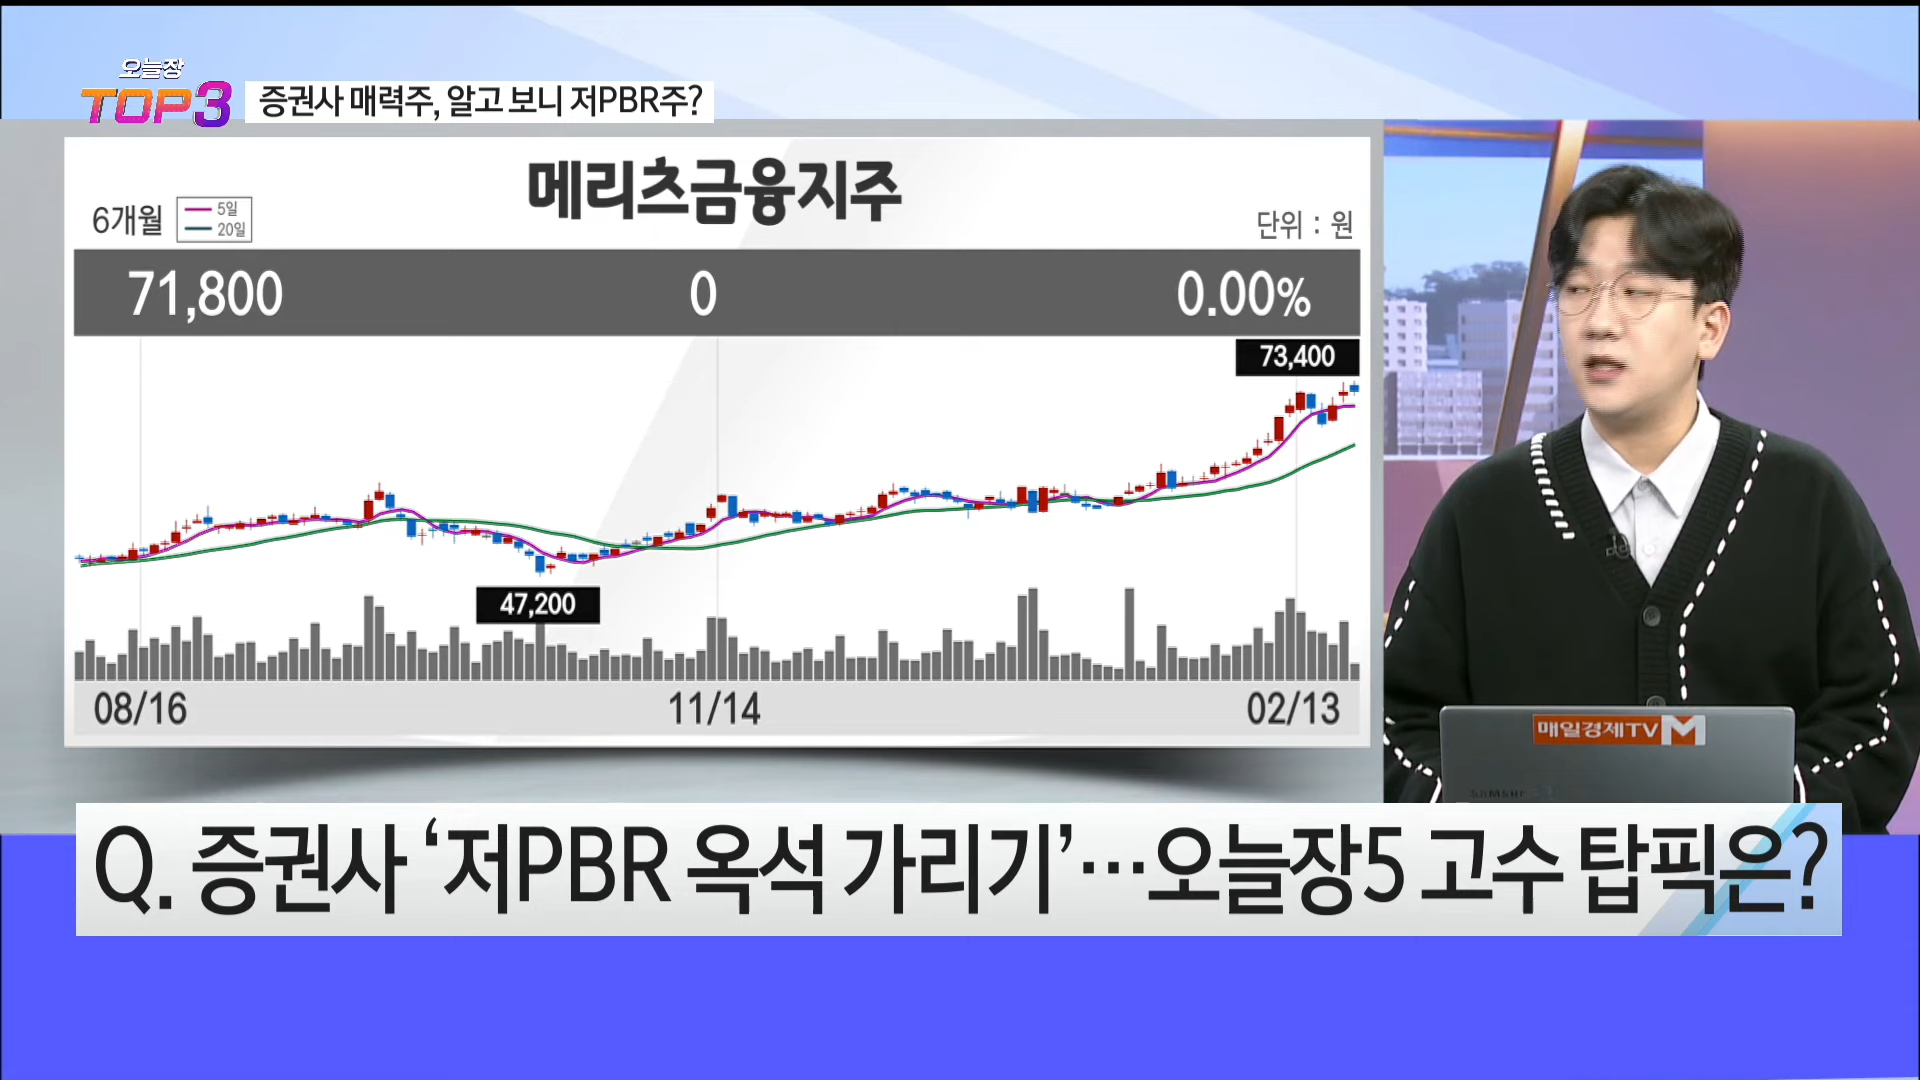 오늘장
TOP3
증권사 매력주, 알고 보니 저PBR주?
메리츠금융지주
6개월
5일
20일
단위 : 원
71,800 0 0.00%
73,400
47,200
08/16 11/14 02/13
매일경제TV M
SAMSUNG
Q. 증권사 ‘저PBR 옥석 가리기’…오늘장5 고수 탑픽은?